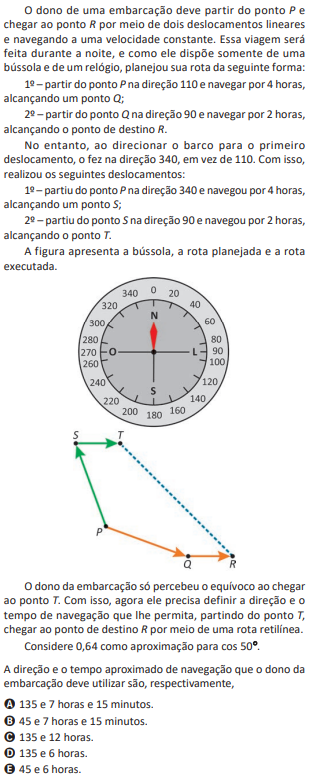 O dono de uma embarcação deve partir do ponto P e
chegar ao ponto R por meio de dois deslocamentos lineares
e navegando a uma velocidade constante. Essa viagem será
feita durante a noite, e como ele dispõe somente de uma
bússola e de um relógio, planejou sua rota da seguinte forma:
1º – partir do ponto P na direção 110 e navegar por 4 horas,
alcançando um ponto Q;
2º – partir do ponto Q na direção 90 e navegar por 2 horas,
alcançando o ponto de destino R.
No entanto, ao direcionar o barco para o primeiro
deslocamento, o fez na direção 340, em vez de 110. Com isso,
realizou os seguintes deslocamentos:
1º – partiu do ponto P na direção 340 e navegou por 4 horas,
alcançando um ponto S;
2º – partiu do ponto S na direção 90 e navegou por 2 horas,
alcançando o ponto T.
A figura apresenta a bússola, a rota planejada e a rota
executada.
340 0 20
320 40
300 N 60
280 80
270 O L 90
260 100
240 S 120
220 140
200 180 160
S T
P
Q R
O dono da embarcação só percebeu o equívoco ao chegar
ao ponto T. Com isso, agora ele precisa definir a direção e o
tempo de navegação que lhe permita, partindo do ponto T,
chegar ao ponto de destino R por meio de uma rota retilínea.
Considere 0,64 como aproximação para cos 50º.
A direção e o tempo aproximado de navegação que o dono da
embarcação deve utilizar são, respectivamente,
A 135 e 7 horas e 15 minutos.
B 45 e 7 horas e 15 minutos.
C 135 e 12 horas.
D 135 e 6 horas.
E 45 e 6 horas.